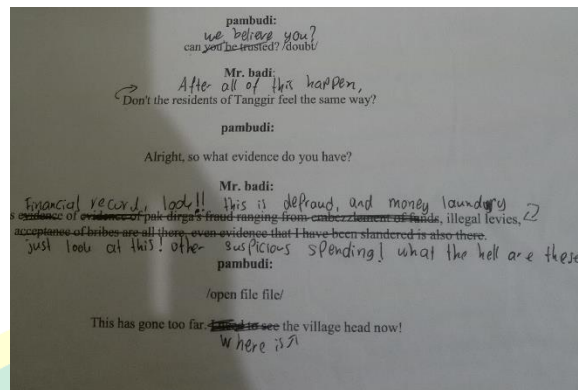 pambudi:
we believe you?
can you be trusted? /doubt/
Mr. badi:
After all of this happen,
Don't the residents of Tanggir feel the same way?
pambudi:
Alright, so what evidence do you have?
Mr. badi:
Financial record, look!! this is defraud, and money laundry
s evidence of evidence of pak dirga's fraud ranging from embezzlement of funds, illegal levies,
acceptance of bribes are all there, even evidence that I have been slandered is also there.
just look at this! other suspicious spending! what the hell are these
pambudi:
/open file file/
This has gone too far. I need to see the village head now!
where is